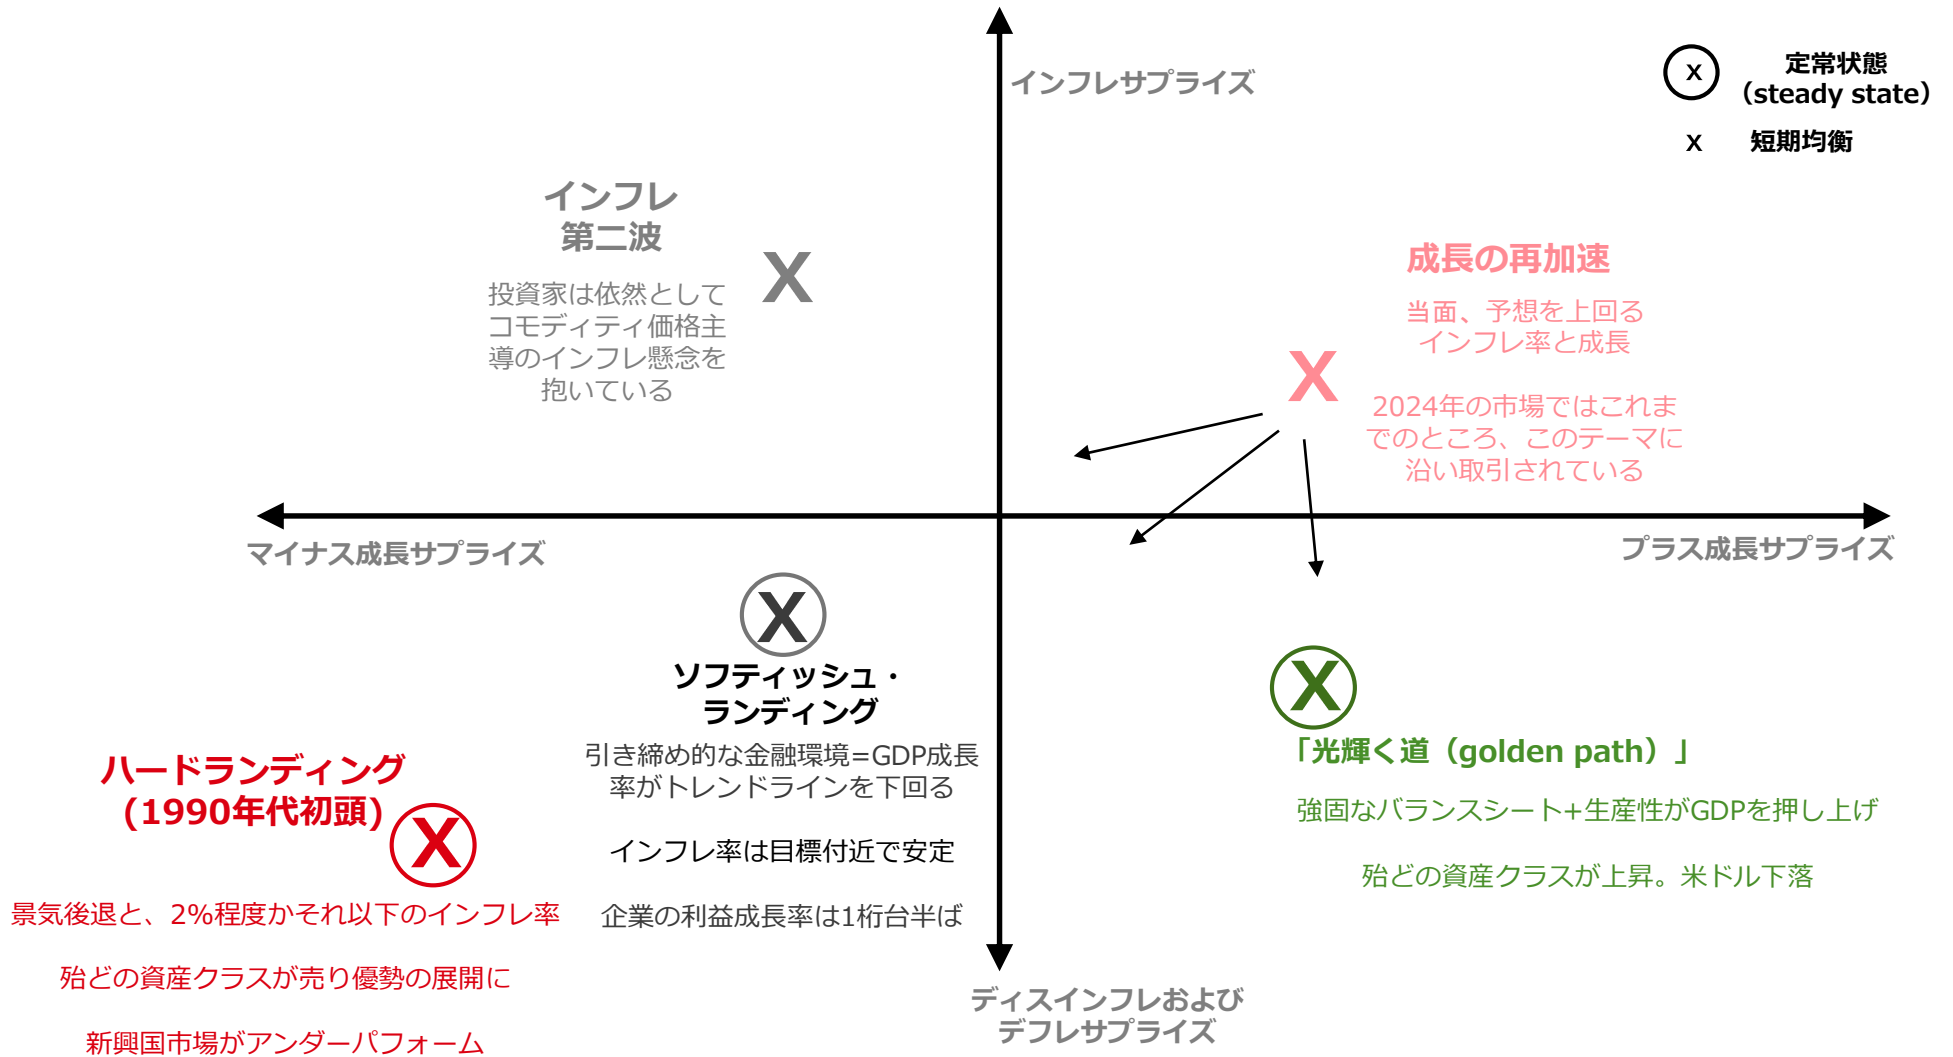 インフレサプライズ
X
定常状態
（steady state）
X 短期均衡
インフレ
第二波
X
投資家は依然として
コモディティ価格主
導のインフレ懸念を
抱いている
成長の再加速
当面、予想を上回る
インフレ率と成長
X
2024年の市場ではこれま
でのところ、このテーマに
沿い取引されている
マイナス成長サプライズ
プラス成長サプライズ
X
ソフティッシュ・
ランディング
引き締め的な金融環境=GDP成長
率がトレンドラインを下回る
インフレ率は目標付近で安定
企業の利益成長率は1桁台半ば
X
「光輝く道（golden path）」
強固なバランスシート+生産性がGDPを押し上げ
殆どの資産クラスが上昇。米ドル下落
ハードランディング
(1990年代初頭)
X
景気後退と、2%程度かそれ以下のインフレ率
殆どの資産クラスが売り優勢の展開に
新興国市場がアンダーパフォーム
ディスインフレおよび
デフレサプライズ